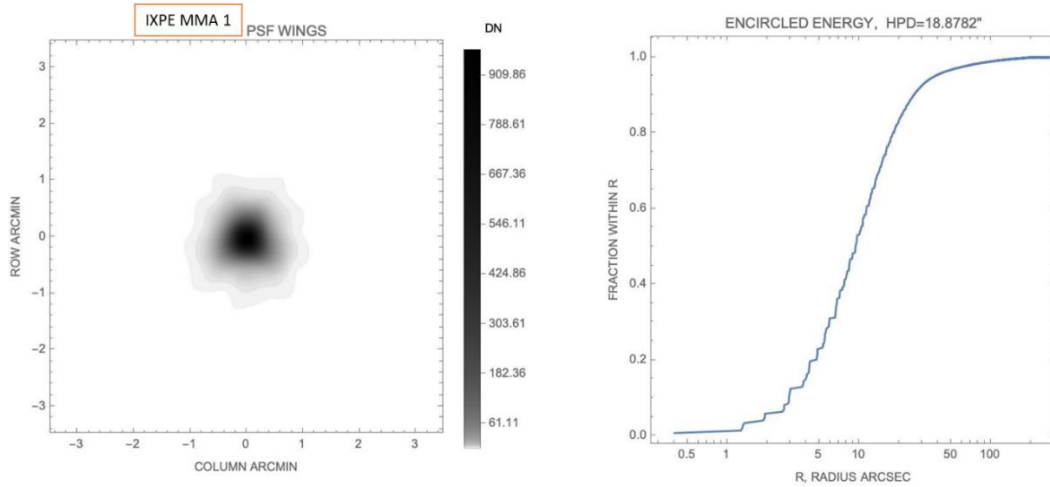 IXPE MMA 1
PSF WINGS
DN
3
2
1
0
−1
−2
−3
ROW ARCMIN
−3 −2 −1 0 1 2 3
COLUMN ARCMIN
909.86
788.61
667.36
546.11
424.86
303.61
182.36
61.11
ENCIRCLED ENERGY, HPD=18.8782"
1.0
0.8
0.6
0.4
0.2
0.0
FRACTION WITHIN R
0.5 1 5 10 50 100
R, RADIUS ARCSEC